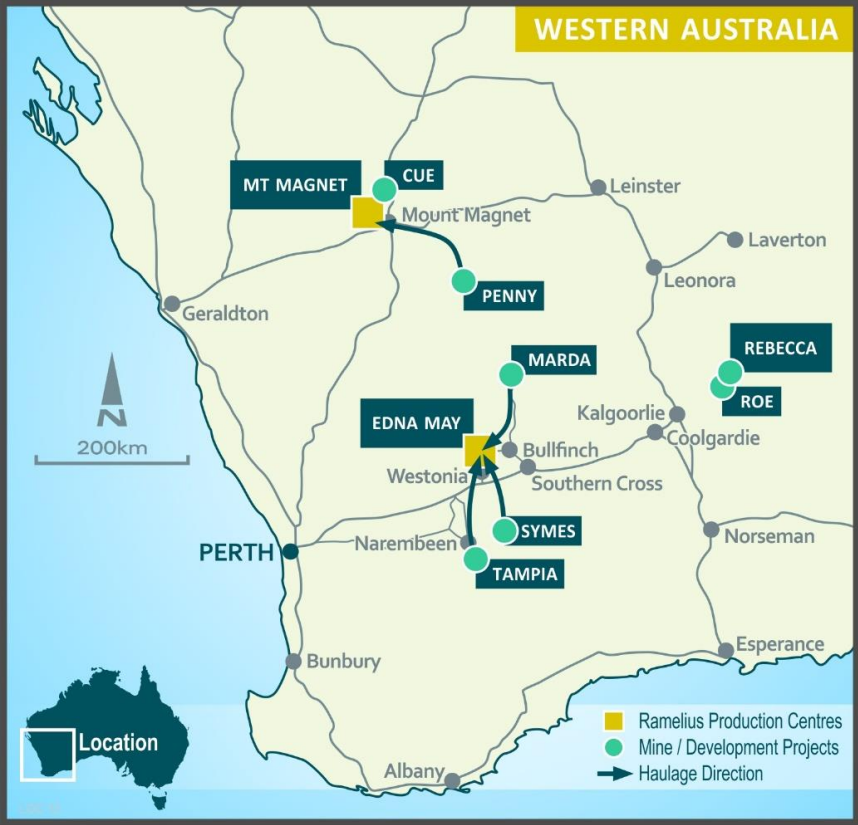 WESTERN AUSTRALIA
CUE
MT MAGNET
Leinster
Mount Magnet
Laverton
Leonora
PENNY
Geraldton
REBECCA
MARDA
ROE
N
200km
EDNA MAY
Kalgoorlie
Coolgardie
Bullfinch
Westonia
Southern Cross
SYMES
Norseman
Narembeen
PERTH
TAMPIA
Esperance
Bunbury
Ramelius Production Centres
Location
Mine / Development Projects
Albany
Haulage Direction